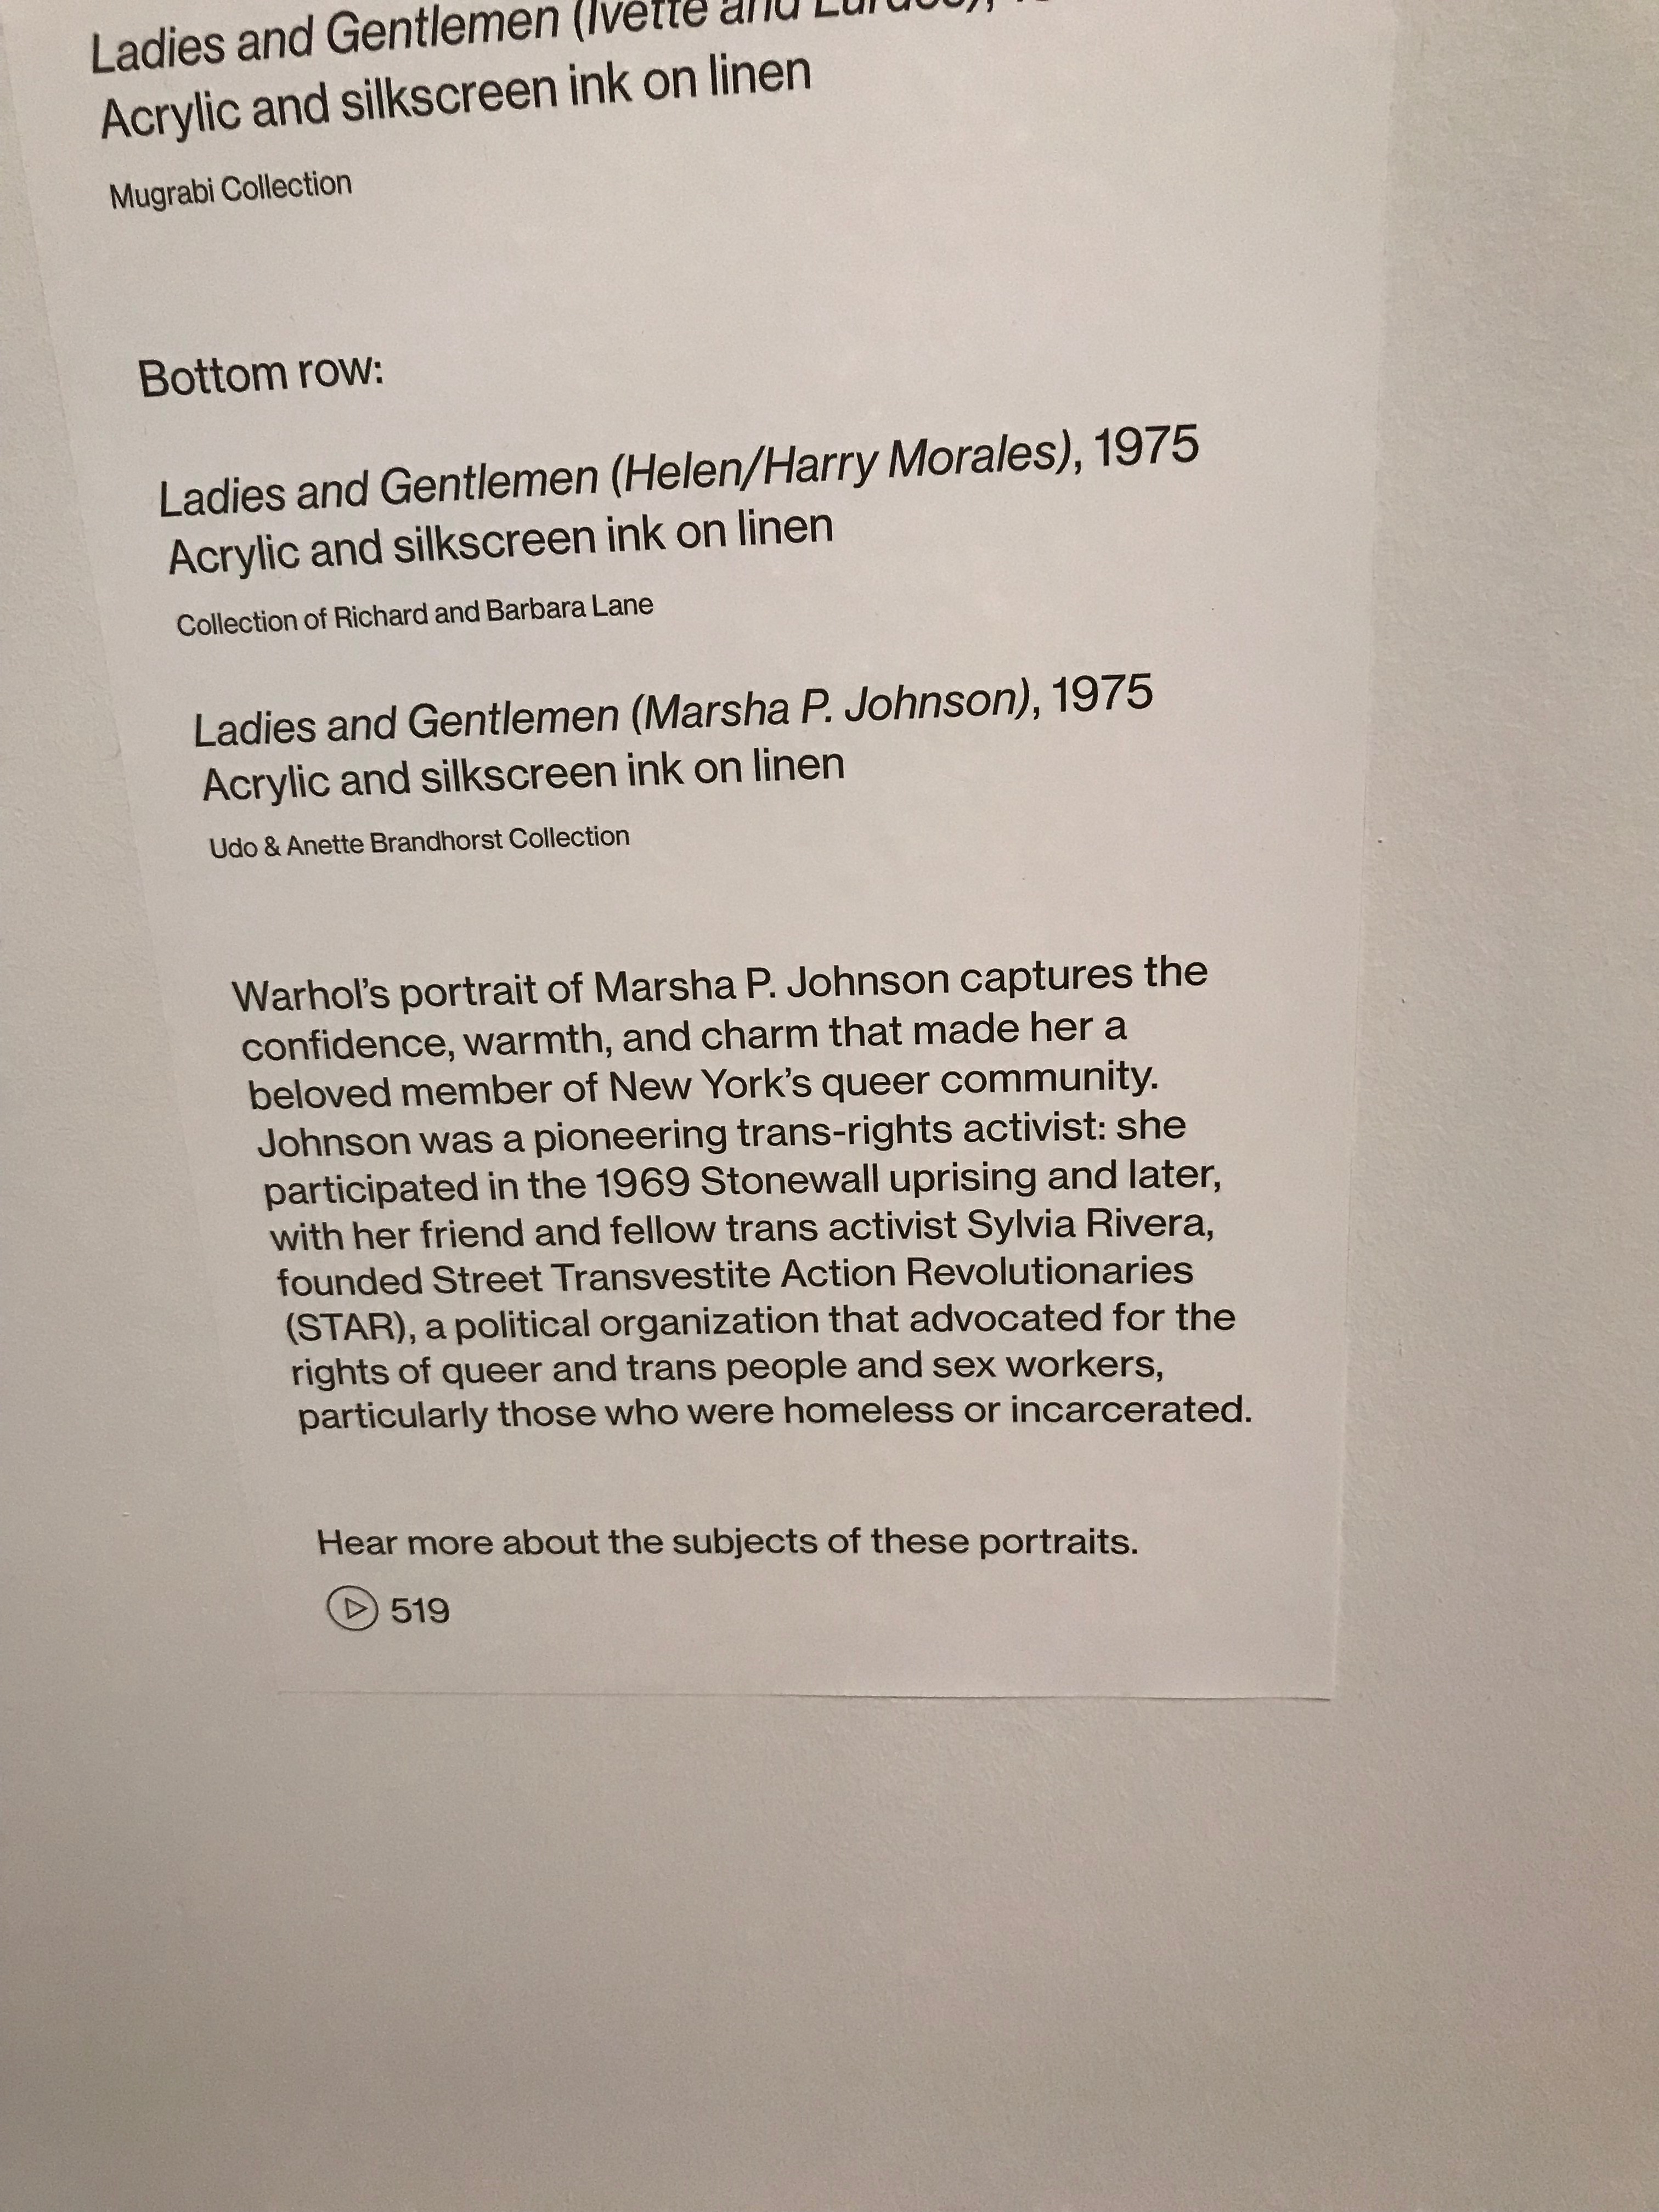 Ladies and Gentlemen (Ivette and Lurdes),
Acrylic and silkscreen ink on linen
Mugrabi Collection
Bottom row:
Ladies and Gentlemen (Helen/Harry Morales), 1975
Acrylic and silkscreen ink on linen
Collection of Richard and Barbara Lane
Ladies and Gentlemen (Marsha P. Johnson), 1975
Acrylic and silkscreen ink on linen
Udo & Anette Brandhorst Collection
Warhol’s portrait of Marsha P. Johnson captures the
confidence, warmth, and charm that made her a
beloved member of New York’s queer community.
Johnson was a pioneering trans-rights activist: she
participated in the 1969 Stonewall uprising and later,
with her friend and fellow trans activist Sylvia Rivera,
founded Street Transvestite Action Revolutionaries
(STAR), a political organization that advocated for the
rights of queer and trans people and sex workers,
particularly those who were homeless or incarcerated.
Hear more about the subjects of these portraits.
519